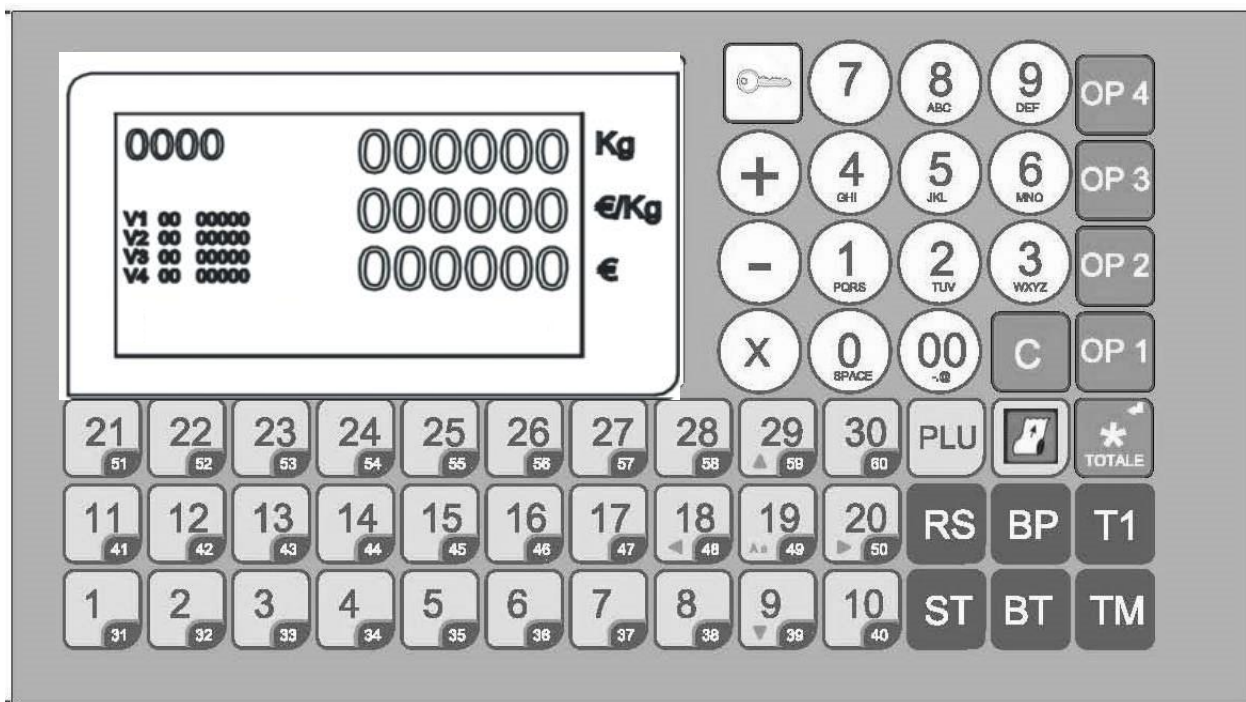 0000 000000 Kg
000000 €/Kg
V1 00 00000
V2 00 00000
V3 00 00000
V4 00 00000
000000 €
7 8 ABC 9 DEF OP 4
+ 4 GHI 5 JKL 6 MNO OP 3
- 1 PQRS 2 TUV 3 WXYZ OP 2
X 0 SPACE 00 -.@ C OP 1
21 51 22 52 23 53 24 54 25 55 26 56 27 57 28 58 29 59 30 60 PLU * TOTALE
11 41 12 42 13 43 14 44 15 45 16 46 17 47 18 48 19 Aa 49 20 50 RS BP T1
1 31 2 32 3 33 4 34 5 35 6 36 7 37 8 38 9 39 10 40 ST BT TM